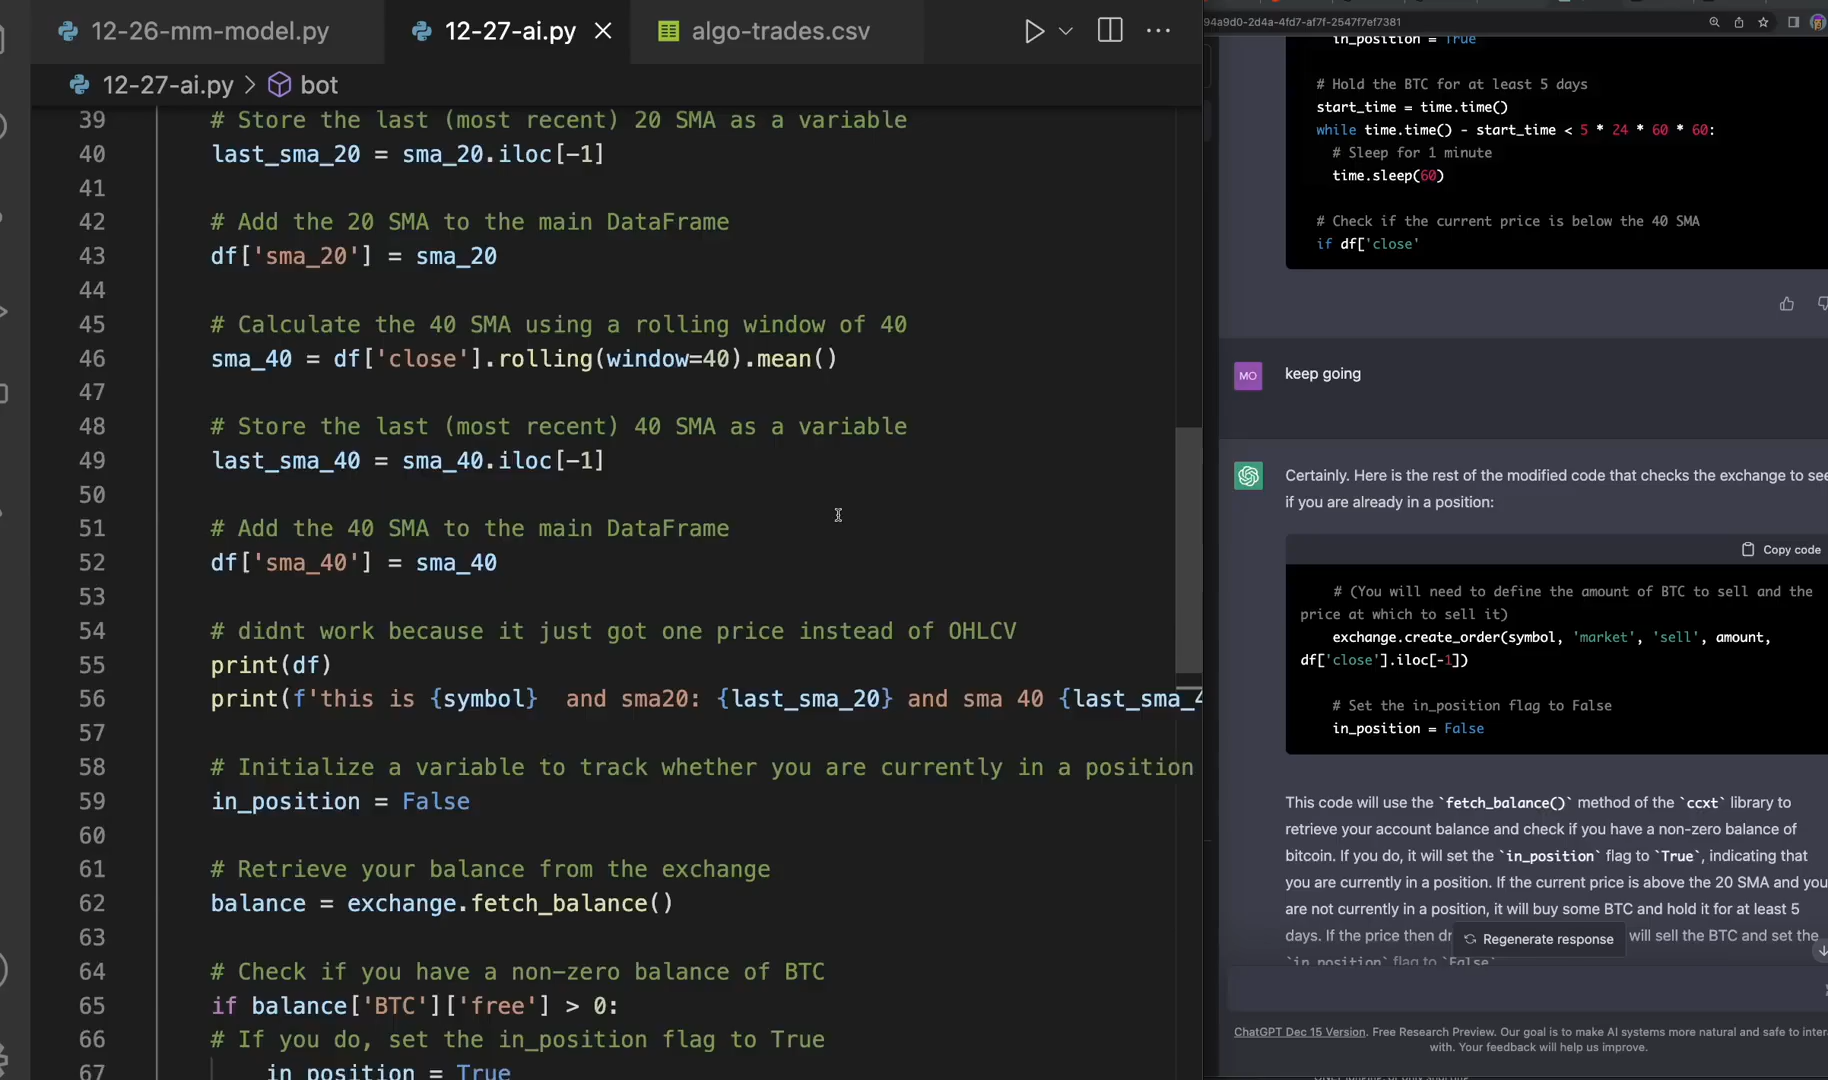 12-26-mm-model.py
12-27-ai.py
algo-trades.csv
12-27-ai.py > bot
39 # Store the last (most recent) 20 SMA as a variable
40 last_sma_20 = sma_20.iloc[-1]
41
42 # Add the 20 SMA to the main DataFrame
43 df['sma_20'] = sma_20
44
45 # Calculate the 40 SMA using a rolling window of 40
46 sma_40 = df['close'].rolling(window=40).mean()
47
48 # Store the last (most recent) 40 SMA as a variable
49 last_sma_40 = sma_40.iloc[-1]
50
51 # Add the 40 SMA to the main DataFrame
52 df['sma_40'] = sma_40
53
54 # didnt work because it just got one price instead of OHLCV
55 print(df)
56 print(f'this is {symbol}  and sma20: {last_sma_20} and sma 40 {last_sma_4
57
58 # Initialize a variable to track whether you are currently in a position
59 in_position = False
60
61 # Retrieve your balance from the exchange
62 balance = exchange.fetch_balance()
63
64 # Check if you have a non-zero balance of BTC
65 if balance['BTC']['free'] > 0:
66 # If you do, set the in_position flag to True
67 in_position = True
94a9d0-2d4a-4fd7-af7f-2547f7ef7381
in_position = True
# Hold the BTC for at least 5 days
start_time = time.time()
while time.time() - start_time < 5 * 24 * 60 * 60:
# Sleep for 1 minute
time.sleep(60)
# Check if the current price is below the 40 SMA
if df['close'
MO
keep going
Certainly. Here is the rest of the modified code that checks the exchange to see
if you are already in a position:
Copy code
# (You will need to define the amount of BTC to sell and the
price at which to sell it)
exchange.create_order(symbol, 'market', 'sell', amount,
df['close'].iloc[-1])
# Set the in_position flag to False
in_position = False
This code will use the `fetch_balance()` method of the `ccxt` library to
retrieve your account balance and check if you have a non-zero balance of
bitcoin. If you do, it will set the `in_position` flag to `True`, indicating that
you are currently in a position. If the current price is above the 20 SMA and you
are not currently in a position, it will buy some BTC and hold it for at least 5
days. If the price then dr
Regenerate response
will sell the BTC and set the
`in_position` flag to `False`
ChatGPT Dec 15 Version. Free Research Preview. Our goal is to make AI systems more natural and safe to inter
with. Your feedback will help us improve.